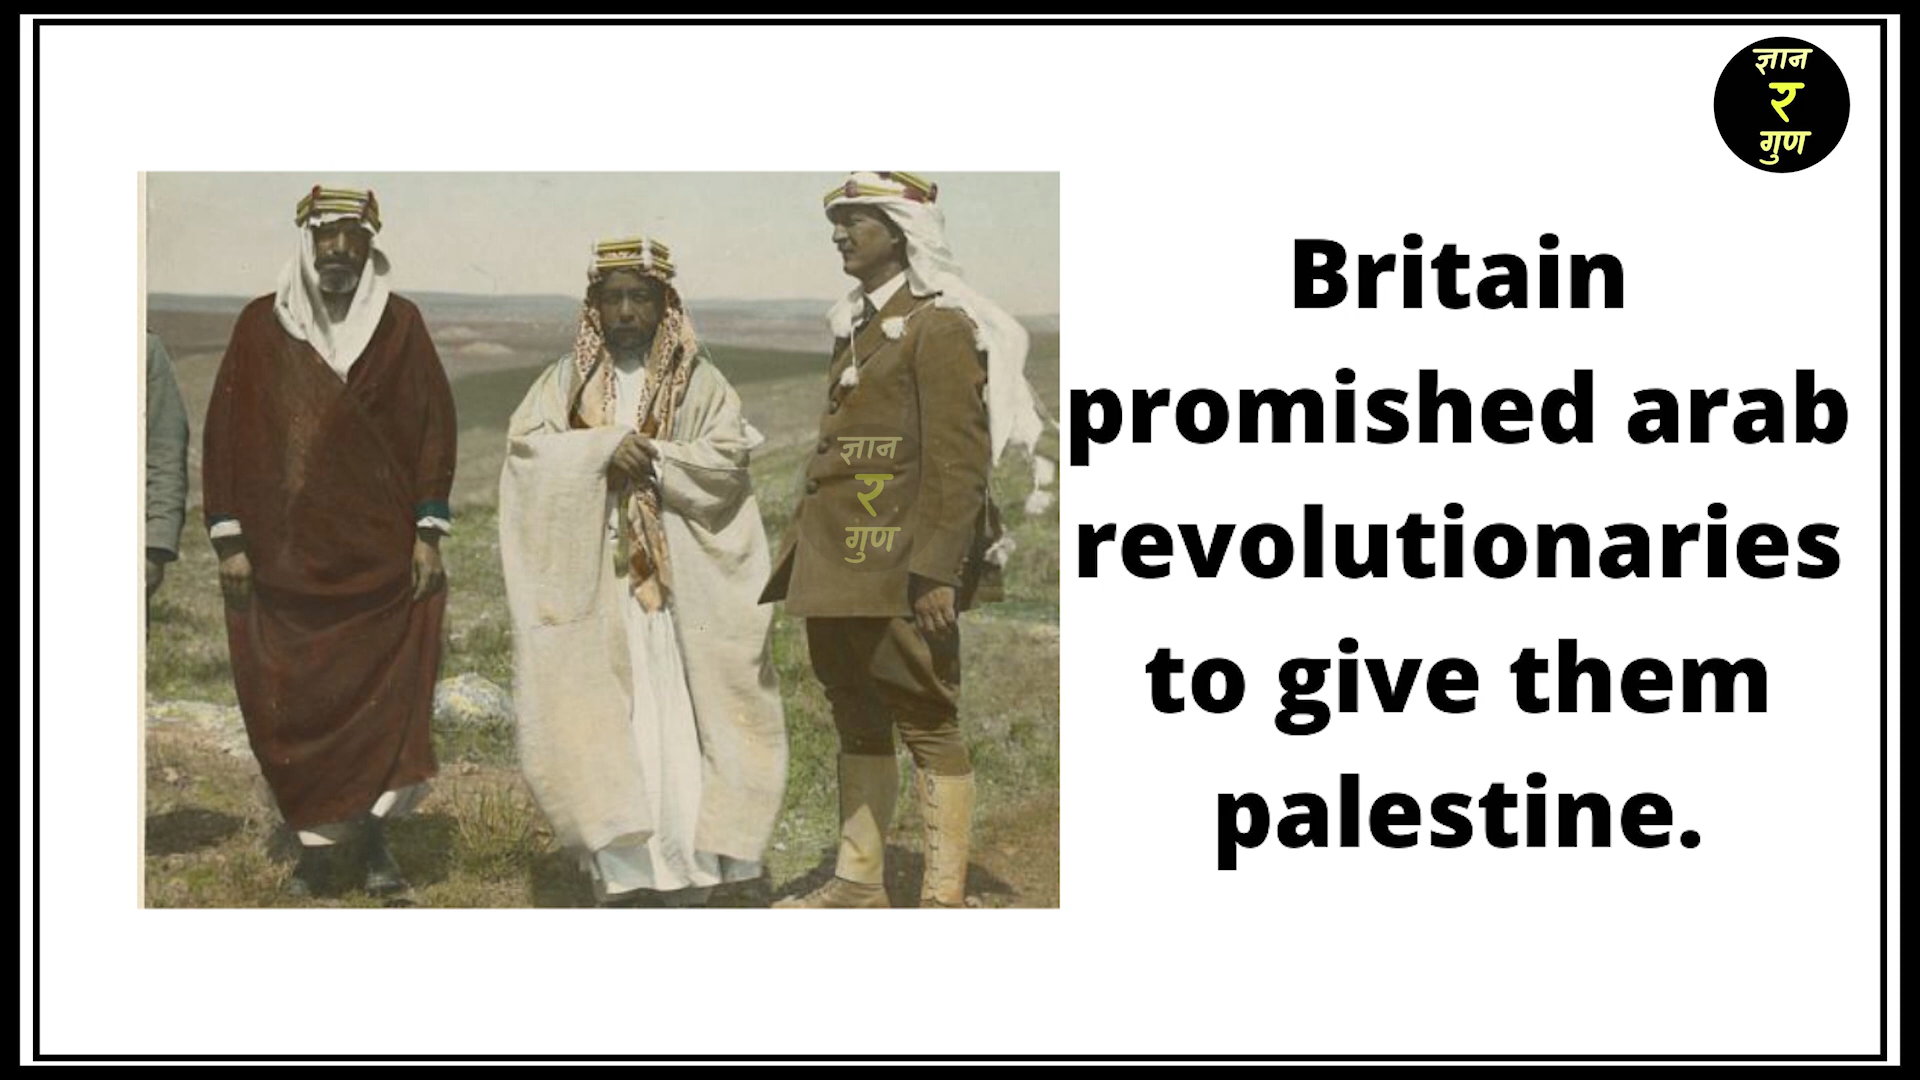 ज्ञान
र
गुण
Britain
promished arab
revolutionaries
to give them
palestine.
ज्ञान
र
गुण